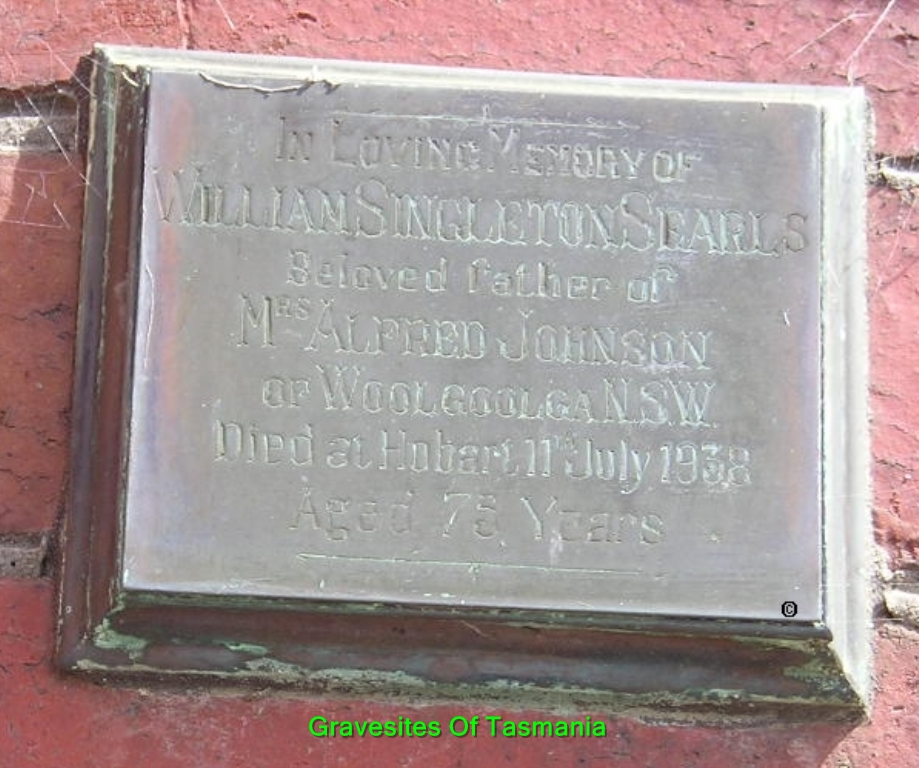 In Loving Memory of
William Singleton Searls
Beloved father of
Mrs Alfred Johnson
of Woolgoolga N.S.W.
Died at Hobart 11th July 1938
Aged 75 Years
©
Gravesites Of Tasmania